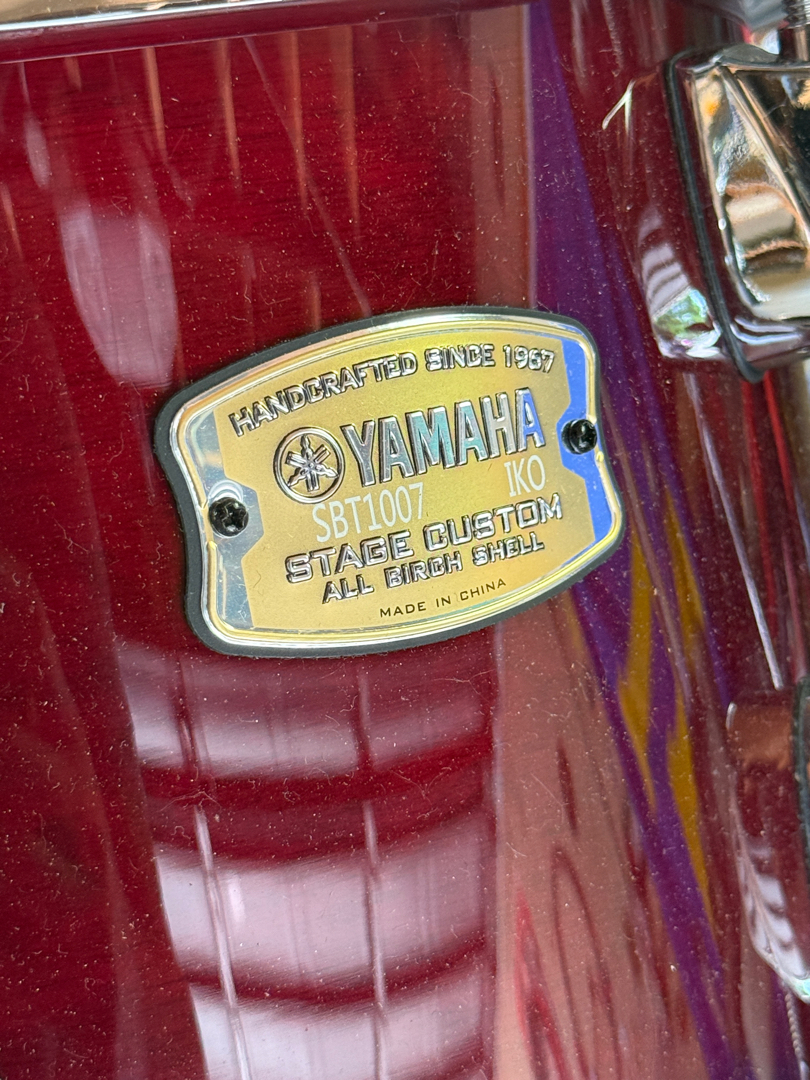 HANDCRAFTED SINCE 1967
YAMAHA
SBT1007 IKO
STAGE CUSTOM
ALL BIRCH SHELL
MADE IN CHINA